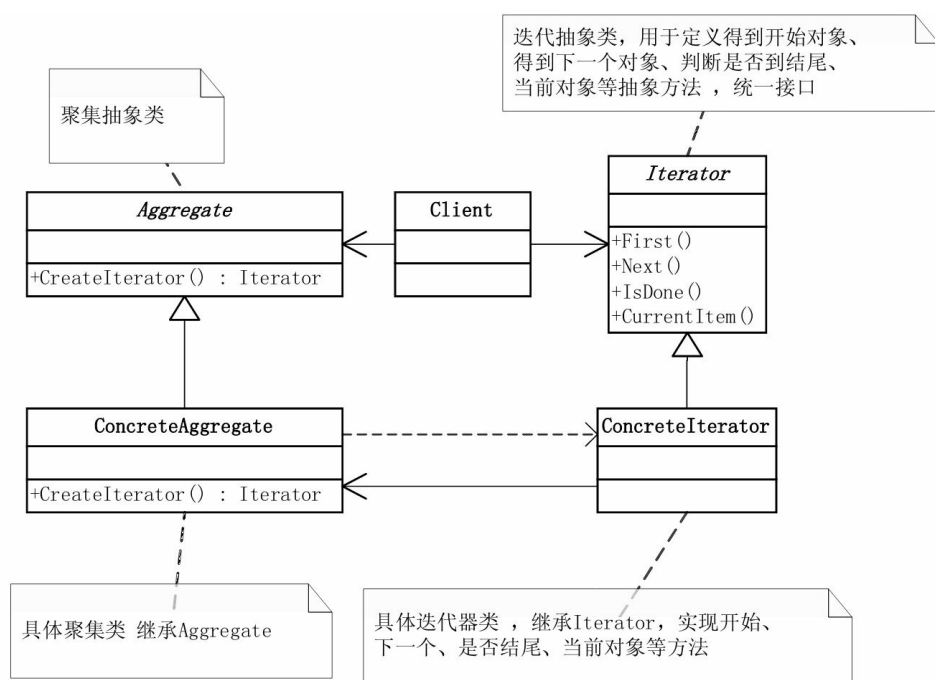 迭代抽象类，用于定义得到开始对象、
得到下一个对象、判断是否到结尾、
当前对象等抽象方法 ，统一接口
聚集抽象类
Aggregate
+CreateIterator() : Iterator
Client
Iterator
+First()
+Next()
+IsDone()
+CurrentItem()
ConcreteAggregate
+CreateIterator() : Iterator
ConcreteIterator
具体聚集类 继承Aggregate
具体迭代器类 ，继承Iterator，实现开始、
下一个、是否结尾、当前对象等方法